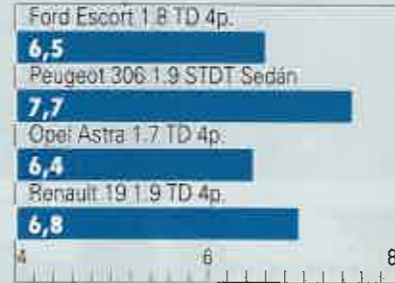 Ford Escort 1.8 TD 4p.
6,5
Peugeot 306 1.9 STDT Sedán
7,7
Opel Astra 1.7 TD 4p.
6,4
Renault 19 1.9 TD 4p.
6,8
4 6 8